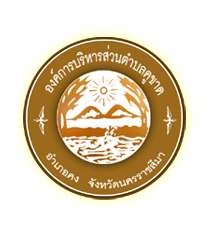 องค์การบริหารส่วนตำบลคูขาด
อำเภอคง จังหวัดนครราชสีมา